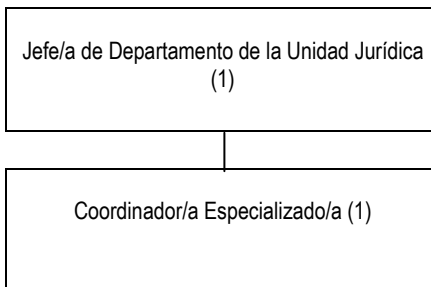 Jefe/a de Departamento de la Unidad Jurídica
(1)
Coordinador/a Especializado/a (1)